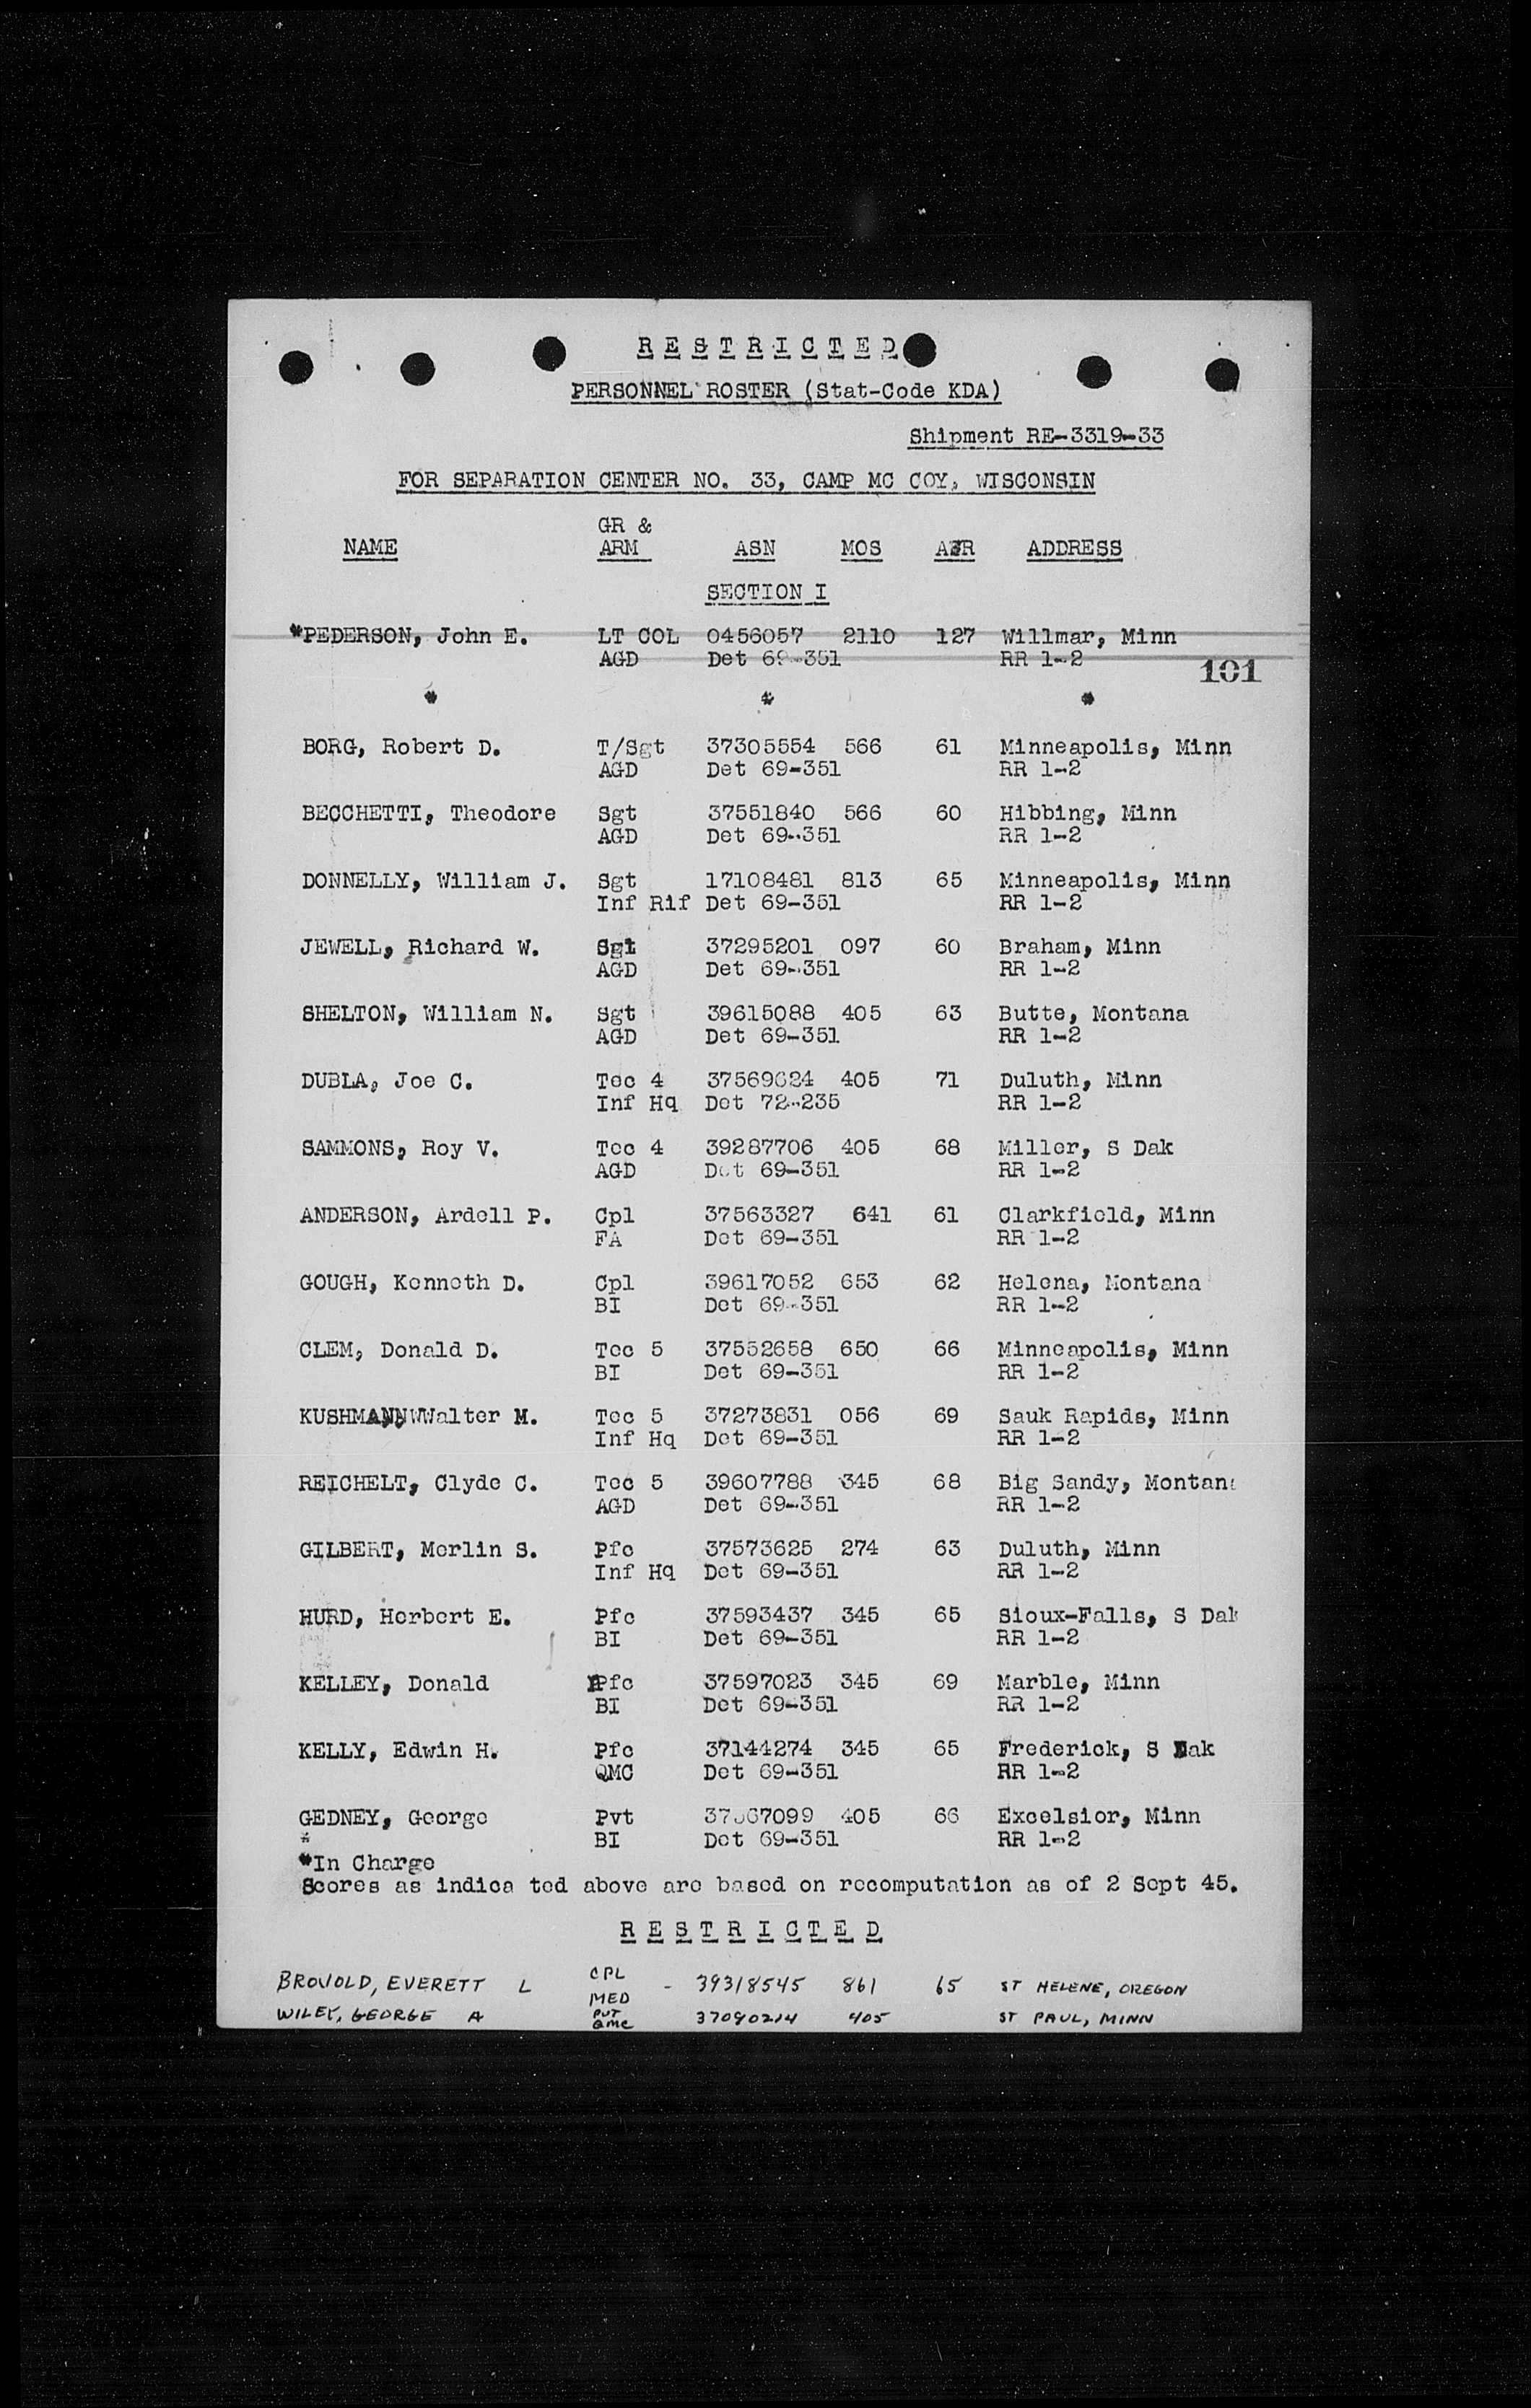 R E S T R I C T E D
PERSONNEL ROSTER (Stat-Code KDA)
Shipment RE-3319-33
FOR SEPARATION CENTER NO. 33, CAMP MC COY, WISCONSIN
GR &
NAME ARM ASN MOS ASR ADDRESS
SECTION I
*PEDERSON, John E. LT COL 0456057 2110 127 Willmar, Minn
AGD Det 69-351 RR 1-2
101
* * *
BORG, Robert D. T/Sgt 37305554 566 61 Minneapolis, Minn
AGD Det 69-351 RR 1-2
BECCHETTI, Theodore Sgt 37551840 566 60 Hibbing, Minn
AGD Det 69-351 RR 1-2
DONNELLY, William J. Sgt 17108481 813 65 Minneapolis, Minn
Inf Rif Det 69-351 RR 1-2
JEWELL, Richard W. Sgt 37295201 097 60 Braham, Minn
AGD Det 69-351 RR 1-2
SHELTON, William N. Sgt 39615088 405 63 Butte, Montana
AGD Det 69-351 RR 1-2
DUBLA, Joe C. Tec 4 37569624 405 71 Duluth, Minn
Inf Hq Det 72-235 RR 1-2
SAMMONS, Roy V. Tec 4 39287706 405 68 Miller, S Dak
AGD Det 69-351 RR 1-2
ANDERSON, Ardell P. Cpl 37563327 641 61 Clarkfield, Minn
FA Det 69-351 RR 1-2
GOUGH, Kenneth D. Cpl 39617052 653 62 Helena, Montana
BI Det 69-351 RR 1-2
CLEM, Donald D. Tec 5 37552658 650 66 Minneapolis, Minn
BI Det 69-351 RR 1-2
KUSHMANN, Walter M. Tec 5 37273831 056 69 Sauk Rapids, Minn
Inf Hq Det 69-351 RR 1-2
REICHELT, Clyde C. Tec 5 39607788 345 68 Big Sandy, Montana
AGD Det 69-351 RR 1-2
GILBERT, Merlin S. Pfc 37573625 274 63 Duluth, Minn
Inf Hq Det 69-351 RR 1-2
HURD, Herbert E. Pfc 37593437 345 65 Sioux-Falls, S Dak
BI Det 69-351 RR 1-2
KELLEY, Donald Pfc 37597023 345 69 Marble, Minn
BI Det 69-351 RR 1-2
KELLY, Edwin H. Pfc 37144274 345 65 Frederick, S Dak
QMC Det 69-351 RR 1-2
GEDNEY, George Pvt 405 66 Excelsior, Minn
* BI Det 69-351 RR 1-2
*In Charge
Scores as indica ted above are based on recomputation as of 2 Sept 45.
R E S T R I C T E D
BROVOLD, EVERETT L CPL - 39318545 861 65 ST HELENE, OREGON
MED
WILEY, GEORGE A PVT 37090214 405 ST PAUL, MINN
QMC